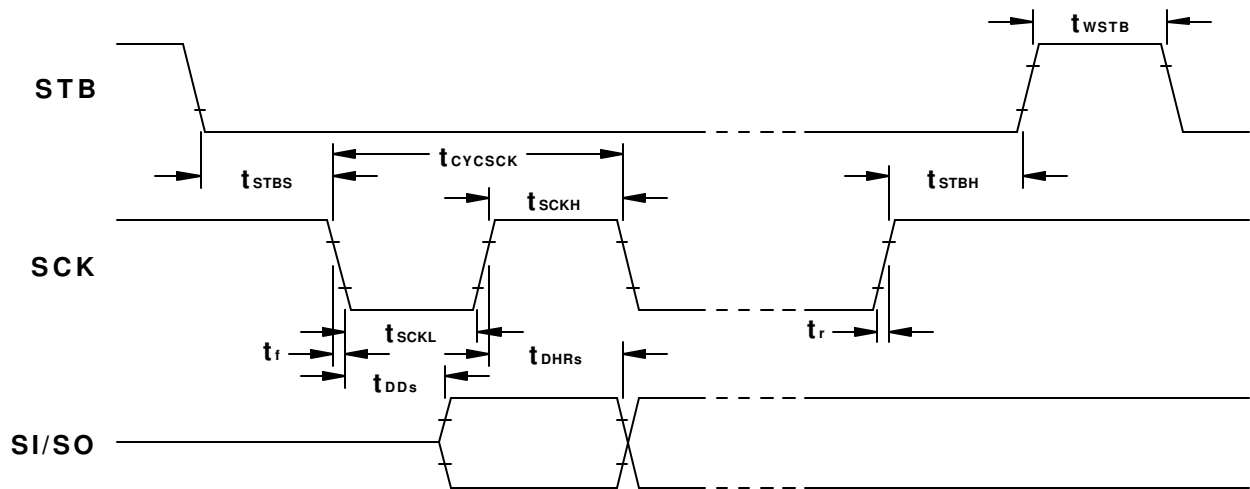 tWSTB
STB
tCYCSCK
tSTBS
tSTBH
tSCKH
SCK
tSCKL
tr
tf
tDHRs
tDDs
SI/SO